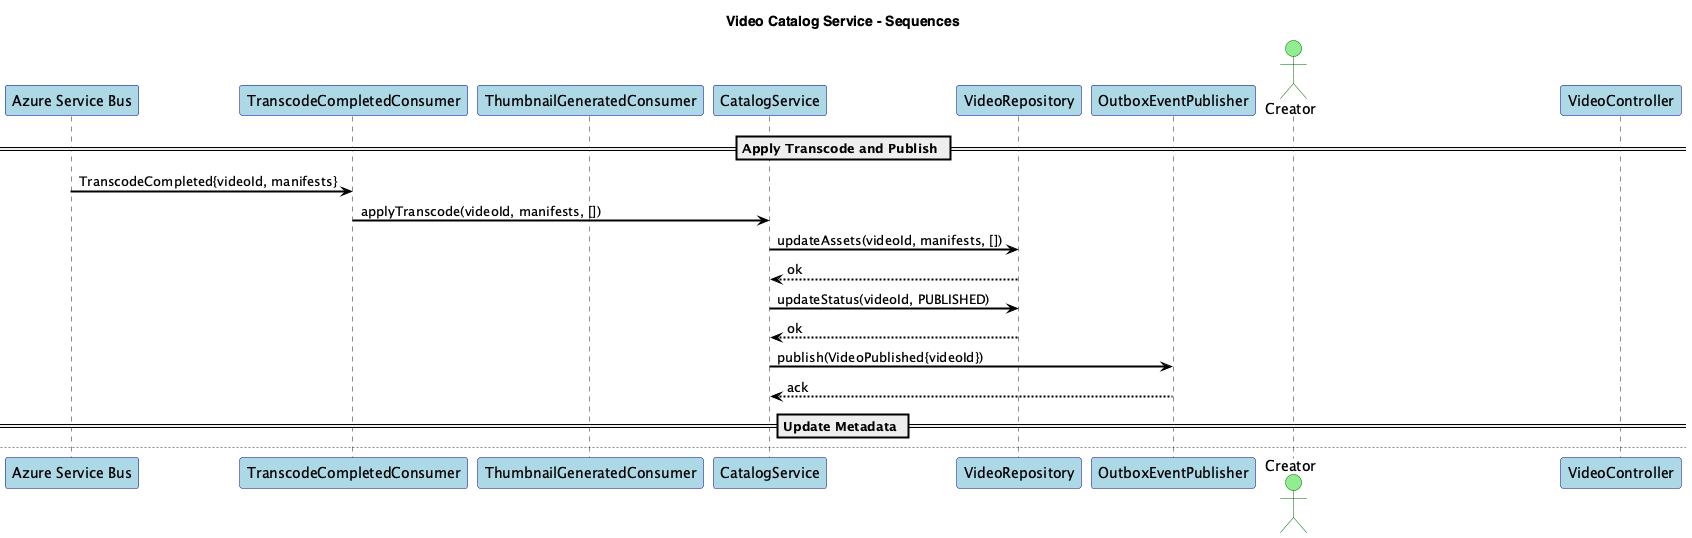 Video Catalog Service - Sequences
Azure Service Bus
TranscodeCompletedConsumer
ThumbnailGeneratedConsumer
CatalogService
VideoRepository
OutboxEventPublisher
Creator
VideoController
Apply Transcode and Publish
TranscodeCompleted{videoId, manifests}
applyTranscode(videoId, manifests, [])
updateAssets(videoId, manifests, [])
ok
updateStatus(videoId, PUBLISHED)
ok
publish(VideoPublished{videoId})
ack
Update Metadata
Azure Service Bus
TranscodeCompletedConsumer
ThumbnailGeneratedConsumer
CatalogService
VideoRepository
OutboxEventPublisher
Creator
VideoController